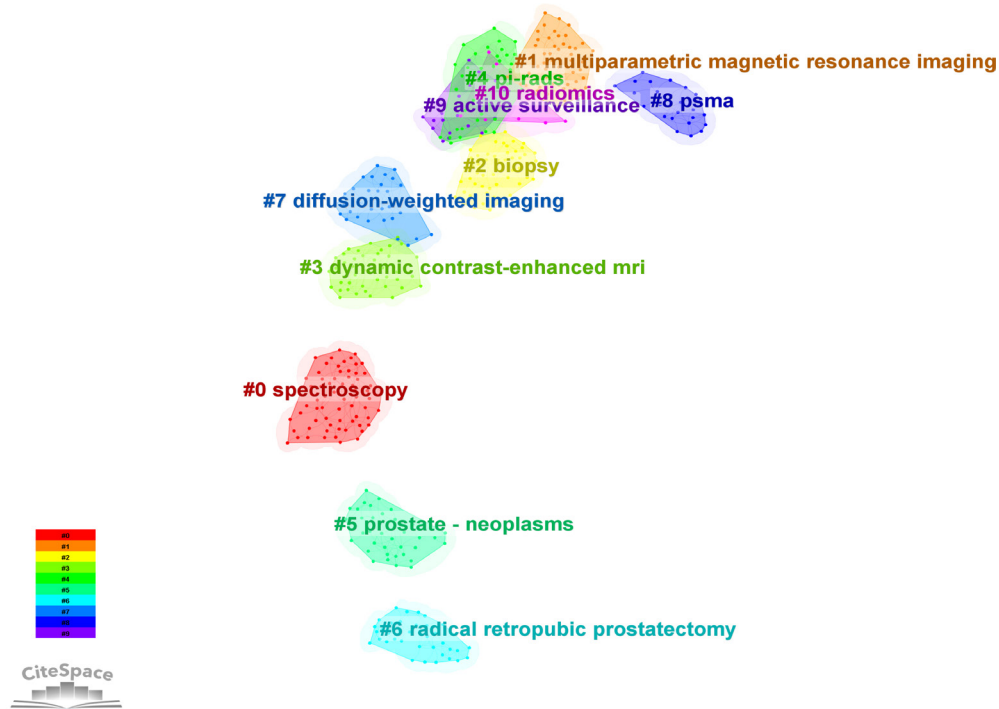 #1 multiparametric magnetic resonance imaging
#4 pi-rads
#10 radiomics
#9 active surveillance
#8 psma
#2 biopsy
#7 diffusion-weighted imaging
#3 dynamic contrast-enhanced mri
#0 spectroscopy
#5 prostate - neoplasms
#6 radical retropubic prostatectomy
#0
#1
#2
#3
#4
#5
#6
#7
#8
#9
CiteSpace